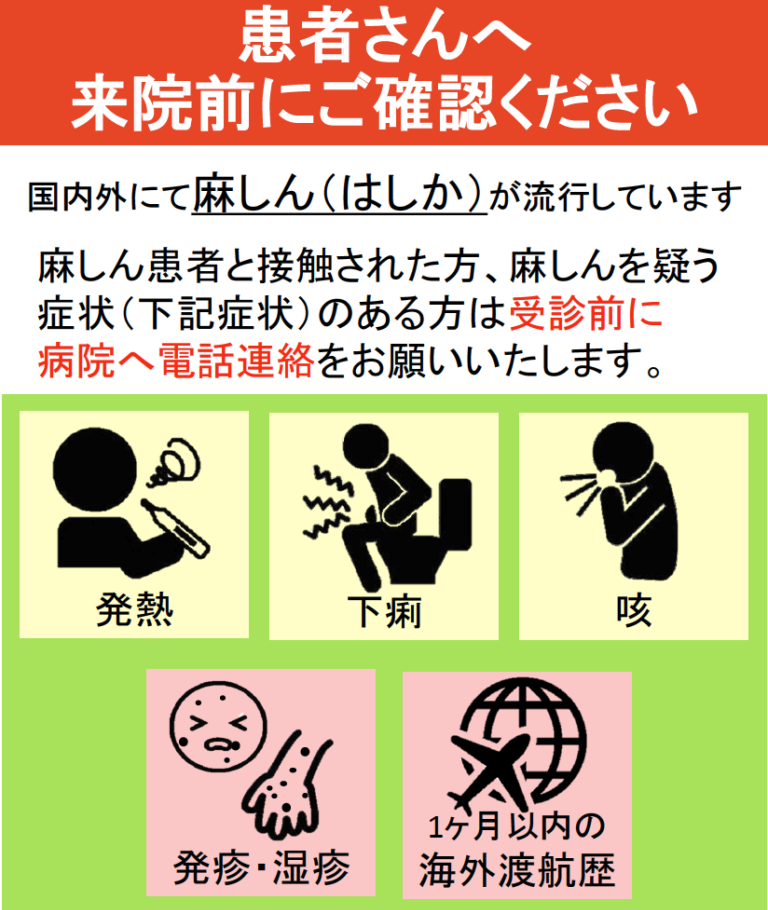 患者さんへ
来院前にご確認ください
国内外にて麻しん（はしか）が流行しています
麻しん患者と接触された方、麻しんを疑う
症状（下記症状）のある方は受診前に
病院へ電話連絡をお願いいたします。
発熱
下痢
咳
発疹・湿疹
1ヶ月以内の
海外渡航歴